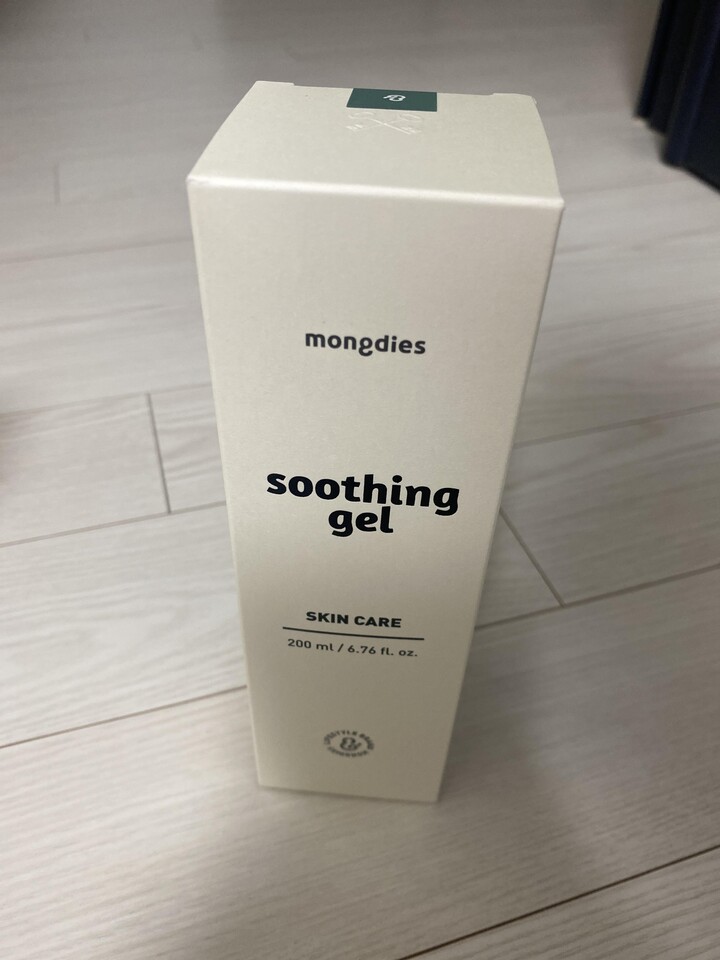 mongdies
soothing
gel
SKIN CARE
200 ml / 6.76 fl. oz.